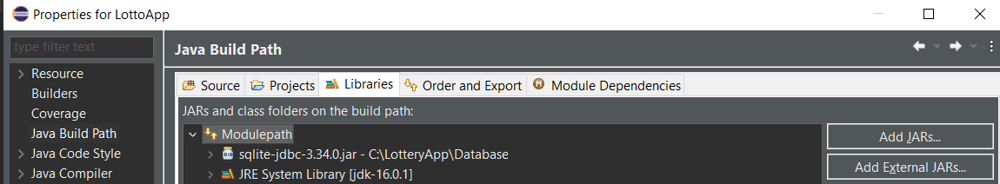 Properties for LottoApp
type filter text
Resource
Builders
Coverage
Java Build Path
Java Code Style
Java Compiler
Java Build Path
Source Projects Libraries Order and Export Module Dependencies
JARs and class folders on the build path:
Modulepath
sqlite-jdbc-3.34.0.jar - C:\LotteryApp\Database
JRE System Library [jdk-16.0.1]
Add JARs...
Add External JARs...